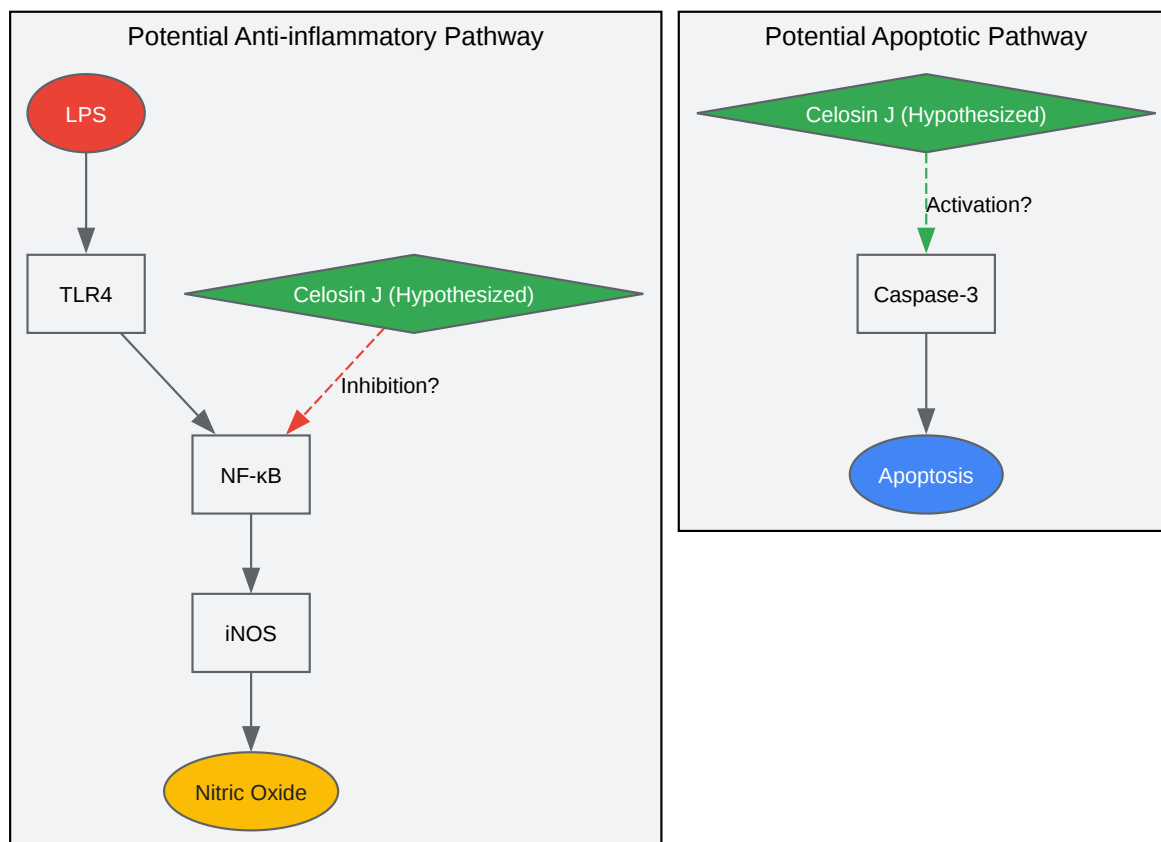 Potential Anti-inflammatory Pathway
LPS
TLR4
Celosin J (Hypothesized)
Inhibition?
NF-κB
iNOS
Nitric Oxide
Potential Apoptotic Pathway
Celosin J (Hypothesized)
Activation?
Caspase-3
Apoptosis